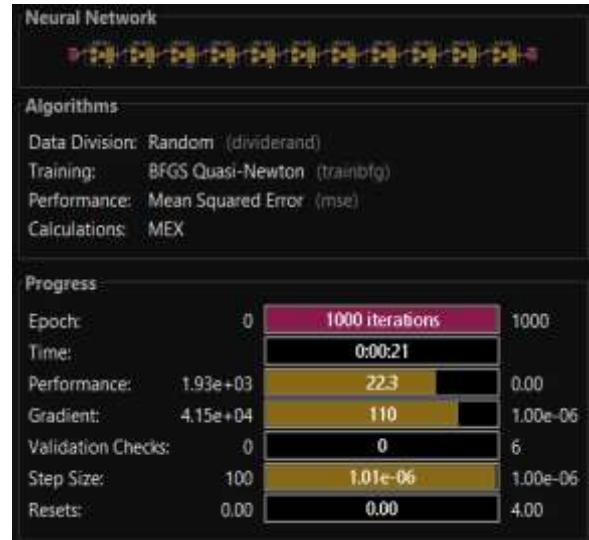 Neural Network
Algorithms
Data Division: Random (dividerand)
Training: BFGS Quasi-Newton (trainbfg)
Performance: Mean Squared Error (mse)
Calculations: MEX
Progress
Epoch: 0 1000 iterations 1000
Time: 0:00:21
Performance: 1.93e+03 22.3 0.00
Gradient: 4.15e+04 110 1.00e-06
Validation Checks: 0 0 6
Step Size: 100 1.01e-06 1.00e-06
Resets: 0.00 0.00 4.00